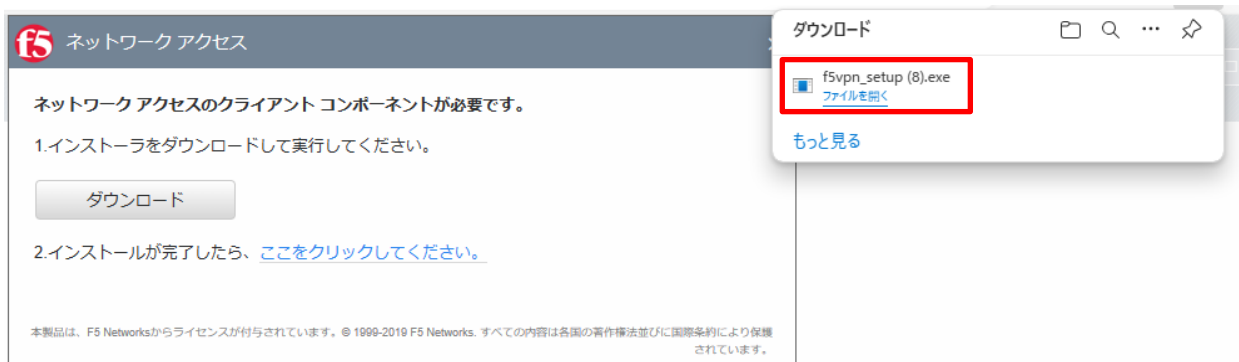 f5 ネットワーク アクセス
ネットワーク アクセスのクライアント コンポーネントが必要です。
1.インストーラをダウンロードして実行してください。
ダウンロード
2.インストールが完了したら、ここをクリックしてください。
本製品は、F5 Networksからライセンスが付与されています。© 1999-2019 F5 Networks. すべての内容は各国の著作権法並びに国際条約により保護
されています。
ダウンロード
f5vpn_setup (8).exe
ファイルを開く
もっと見る